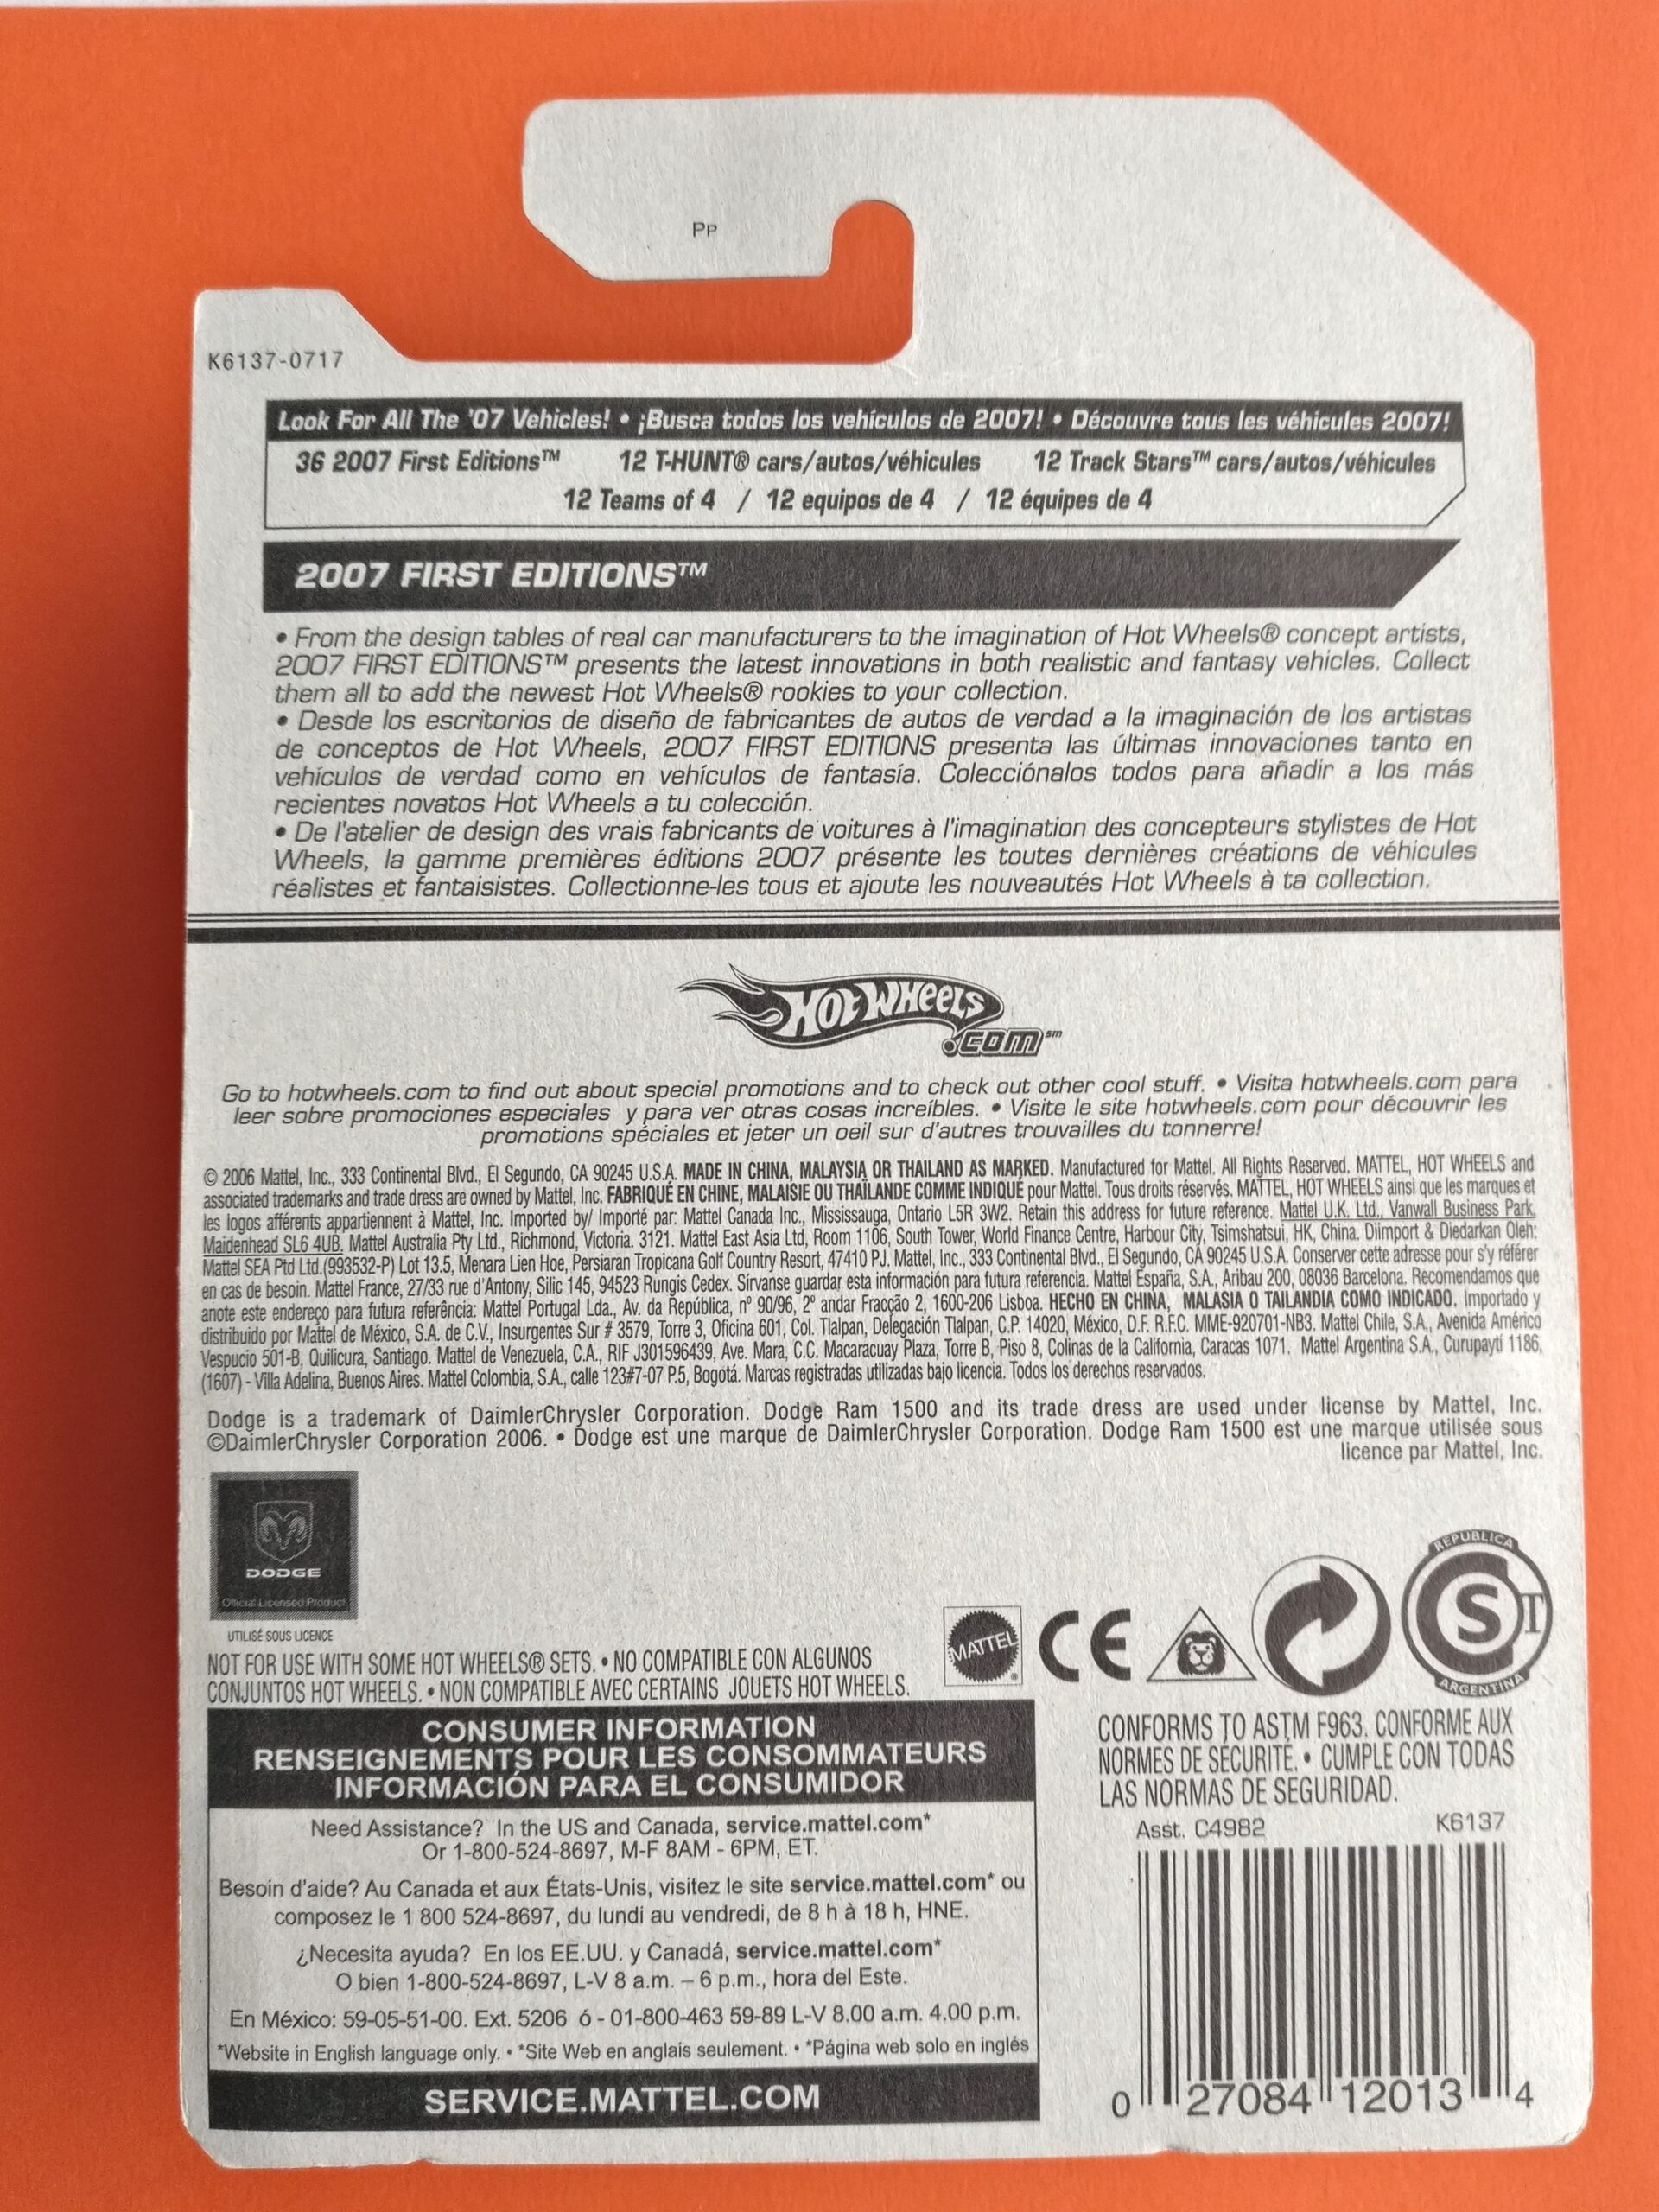 Pp
K6137-0717
Look For All The '07 Vehicles! • ¡Busca todos los vehículos de 2007! • Découvre tous les véhicules 2007!
36 2007 First Editions™ 12 T-HUNT® cars/autos/véhicules 12 Track Stars™ cars/autos/véhicules
12 Teams of 4 / 12 equipos de 4 / 12 équipes de 4
2007 FIRST EDITIONS™
• From the design tables of real car manufacturers to the imagination of Hot Wheels® concept artists,
2007 FIRST EDITIONS™ presents the latest innovations in both realistic and fantasy vehicles. Collect
them all to add the newest Hot Wheels® rookies to your collection.
• Desde los escritorios de diseño de fabricantes de autos de verdad a la imaginación de los artistas
de conceptos de Hot Wheels, 2007 FIRST EDITIONS presenta las últimas innovaciones tanto en
vehículos de verdad como en vehículos de fantasía. Colecciónalos todos para añadir a los más
recientes novatos Hot Wheels a tu colección.
• De l'atelier de design des vrais fabricants de voitures à l'imagination des concepteurs stylistes de Hot
Wheels, la gamme premières éditions 2007 présente les toutes dernières créations de véhicules
réalistes et fantaisistes. Collectionne-les tous et ajoute les nouveautés Hot Wheels à ta collection.
HOT WHEELS
.COM℠
Go to hotwheels.com to find out about special promotions and to check out other cool stuff. • Visita hotwheels.com para
leer sobre promociones especiales y para ver otras cosas increíbles. • Visite le site hotwheels.com pour découvrir les
promotions spéciales et jeter un oeil sur d'autres trouvailles du tonnerre!
© 2006 Mattel, Inc., 333 Continental Blvd., El Segundo, CA 90245 U.S.A. MADE IN CHINA, MALAYSIA OR THAILAND AS MARKED. Manufactured for Mattel. All Rights Reserved. MATTEL, HOT WHEELS and
associated trademarks and trade dress are owned by Mattel, Inc. FABRIQUÉ EN CHINE, MALAISIE OU THAÏLANDE COMME INDIQUÉ pour Mattel. Tous droits réservés. MATTEL, HOT WHEELS ainsi que les marques et
les logos afférents appartiennent à Mattel, Inc. Imported by/ Importé par: Mattel Canada Inc., Mississauga, Ontario L5R 3W2. Retain this address for future reference. Mattel U.K. Ltd., Vanwall Business Park,
Maidenhead SL6 4UB. Mattel Australia Pty Ltd., Richmond, Victoria. 3121. Mattel East Asia Ltd, Room 1106, South Tower, World Finance Centre, Harbour City, Tsimshatsui, HK, China. Diimport & Diedarkan Oleh:
Mattel SEA Ptd Ltd.(993532-P) Lot 13.5, Menara Lien Hoe, Persiaran Tropicana Golf Country Resort, 47410 PJ. Mattel, Inc., 333 Continental Blvd., El Segundo, CA 90245 U.S.A. Conserver cette adresse pour s'y référer
en cas de besoin. Mattel France, 27/33 rue d'Antony, Silic 145, 94523 Rungis Cedex. Sírvanse guardar esta información para futura referencia. Mattel España, S.A., Aribau 200, 08036 Barcelona. Recomendamos que
anote este endereço para futura referência: Mattel Portugal Lda., Av. da República, nº 90/96, 2º andar Fracção 2, 1600-206 Lisboa. HECHO EN CHINA, MALASIA O TAILANDIA COMO INDICADO. Importado y
distribuido por Mattel de México, S.A. de C.V., Insurgentes Sur # 3579, Torre 3, Oficina 601, Col. Tlalpan, Delegación Tlalpan, C.P. 14020, México, D.F. R.F.C. MME-920701-NB3. Mattel Chile, S.A., Avenida Américo
Vespucio 501-B, Quilicura, Santiago. Mattel de Venezuela, C.A., RIF J301596439, Ave. Mara, C.C. Macaracuay Plaza, Torre B, Piso 8, Colinas de la California, Caracas 1071. Mattel Argentina S.A., Curupaytí 1186,
(1607) - Villa Adelina, Buenos Aires. Mattel Colombia, S.A., calle 123#7-07 P.5, Bogotá. Marcas registradas utilizadas bajo licencia. Todos los derechos reservados.
Dodge is a trademark of DaimlerChrysler Corporation. Dodge Ram 1500 and its trade dress are used under license by Mattel, Inc.
©DaimlerChrysler Corporation 2006. • Dodge est une marque de DaimlerChrysler Corporation. Dodge Ram 1500 est une marque utilisée sous
licence par Mattel, Inc.
DODGE
Official Licensed Product
UTILISÉ SOUS LICENCE
NOT FOR USE WITH SOME HOT WHEELS® SETS. • NO COMPATIBLE CON ALGUNOS
CONJUNTOS HOT WHEELS. • NON COMPATIBLE AVEC CERTAINS JOUETS HOT WHEELS.
MATTEL®
CE
REPUBLICA
S T
ARGENTINA
CONSUMER INFORMATION
RENSEIGNEMENTS POUR LES CONSOMMATEURS
INFORMACIÓN PARA EL CONSUMIDOR
Need Assistance? In the US and Canada, service.mattel.com*
Or 1-800-524-8697, M-F 8AM - 6PM, ET.
Besoin d'aide? Au Canada et aux États-Unis, visitez le site service.mattel.com* ou
composez le 1 800 524-8697, du lundi au vendredi, de 8 h à 18 h, HNE.
¿Necesita ayuda? En los EE.UU. y Canadá, service.mattel.com*
O bien 1-800-524-8697, L-V 8 a.m. – 6 p.m., hora del Este.
En México: 59-05-51-00. Ext. 5206 ó - 01-800-463 59-89 L-V 8.00 a.m. 4.00 p.m.
*Website in English language only. • *Site Web en anglais seulement. • *Página web solo en inglés
SERVICE.MATTEL.COM
CONFORMS TO ASTM F963. CONFORME AUX
NORMES DE SÉCURITÉ. • CUMPLE CON TODAS
LAS NORMAS DE SEGURIDAD.
Asst. C4982 K6137
0 27084 12013 4